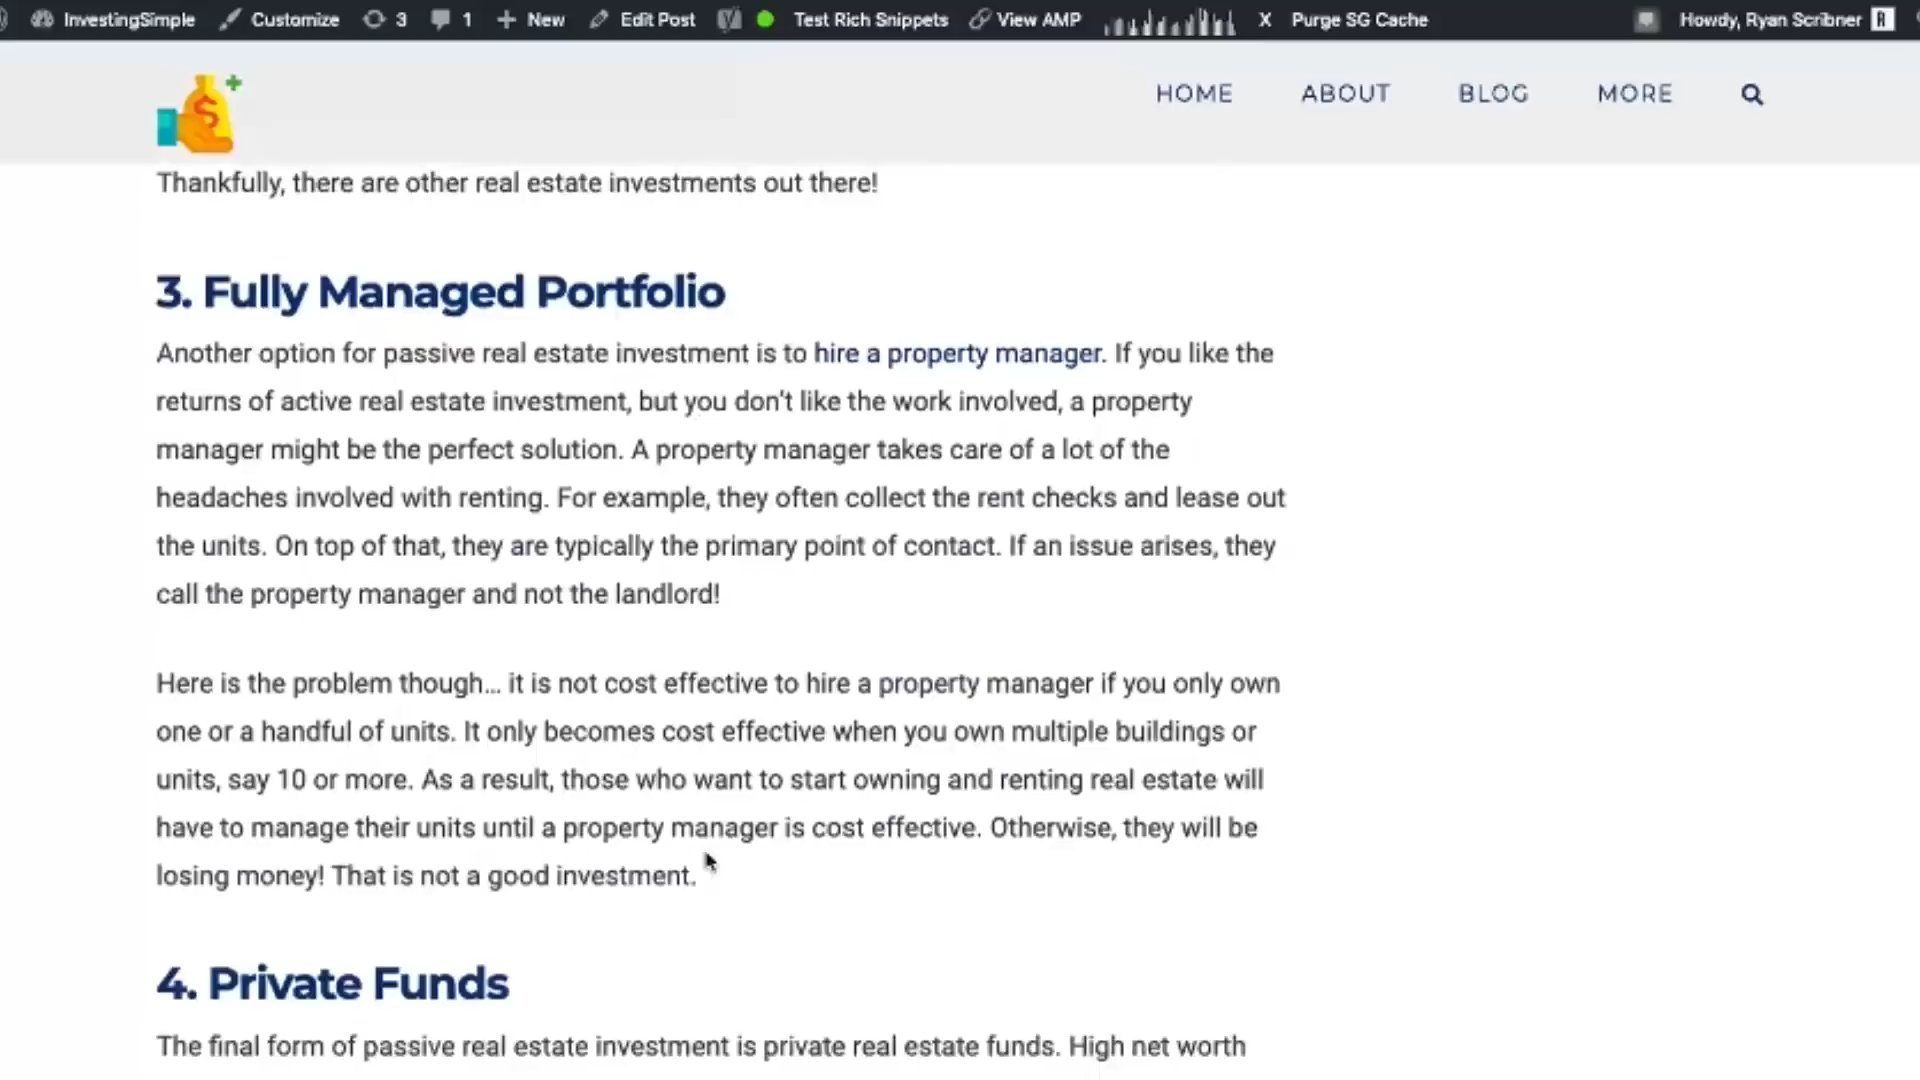 InvestingSimple Customize 3 1 New Edit Post Test Rich Snippets View AMP X Purge SG Cache Howdy, Ryan Scribner R
$
HOME ABOUT BLOG MORE
Thankfully, there are other real estate investments out there!
3. Fully Managed Portfolio
Another option for passive real estate investment is to hire a property manager. If you like the
returns of active real estate investment, but you don't like the work involved, a property
manager might be the perfect solution. A property manager takes care of a lot of the
headaches involved with renting. For example, they often collect the rent checks and lease out
the units. On top of that, they are typically the primary point of contact. If an issue arises, they
call the property manager and not the landlord!
Here is the problem though... it is not cost effective to hire a property manager if you only own
one or a handful of units. It only becomes cost effective when you own multiple buildings or
units, say 10 or more. As a result, those who want to start owning and renting real estate will
have to manage their units until a property manager is cost effective. Otherwise, they will be
losing money! That is not a good investment.
4. Private Funds
The final form of passive real estate investment is private real estate funds. High net worth